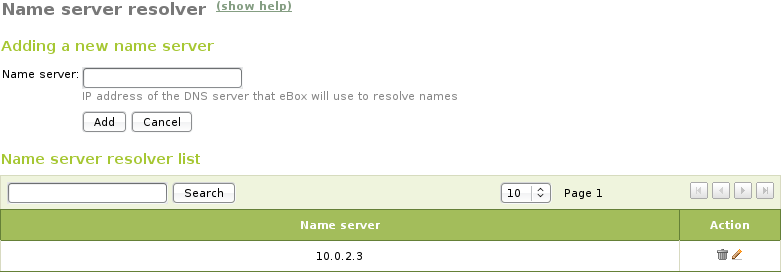 Name server resolver (show help)
Adding a new name server
Name server:
IP address of the DNS server that eBox will use to resolve names
Add Cancel
Name server resolver list
Search 10 Page 1
Name server Action
10.0.2.3